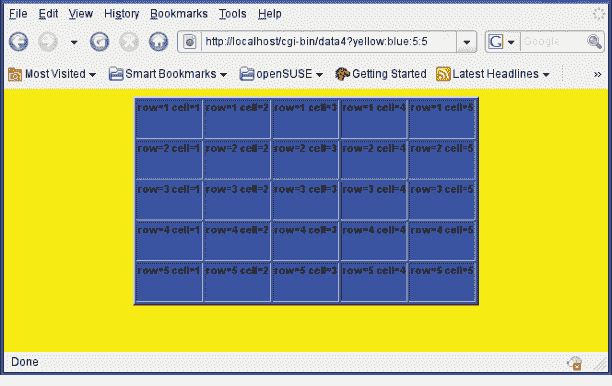 File Edit View History Bookmarks Tools Help
http://localhost/cgi-bin/data4?yellow:blue:5:5 G Google
Most Visited Smart Bookmarks openSUSE Getting Started Latest Headlines »
row=1 cell=1 row=1 cell=2 row=1 cell=3 row=1 cell=4 row=1 cell=5
row=2 cell=1 row=2 cell=2 row=2 cell=3 row=2 cell=4 row=2 cell=5
row=3 cell=1 row=3 cell=2 row=3 cell=3 row=3 cell=4 row=3 cell=5
row=4 cell=1 row=4 cell=2 row=4 cell=3 row=4 cell=4 row=4 cell=5
row=5 cell=1 row=5 cell=2 row=5 cell=3 row=5 cell=4 row=5 cell=5
Done